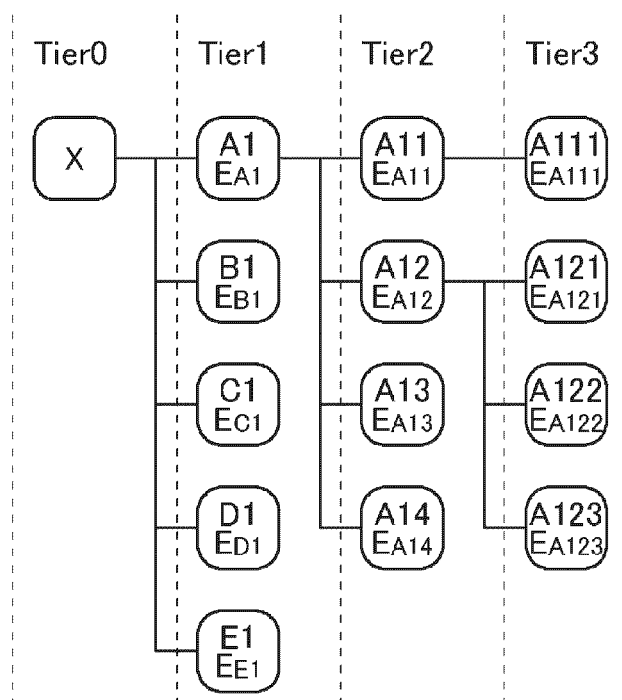 Tier0 Tier1 Tier2 Tier3
X A1 A11 A111
EA1 EA11 EA111
B1 A12 A121
EB1 EA12 EA121
C1 A13 A122
EC1 EA13 EA122
D1 A14 A123
ED1 EA14 EA123
E1
EE1